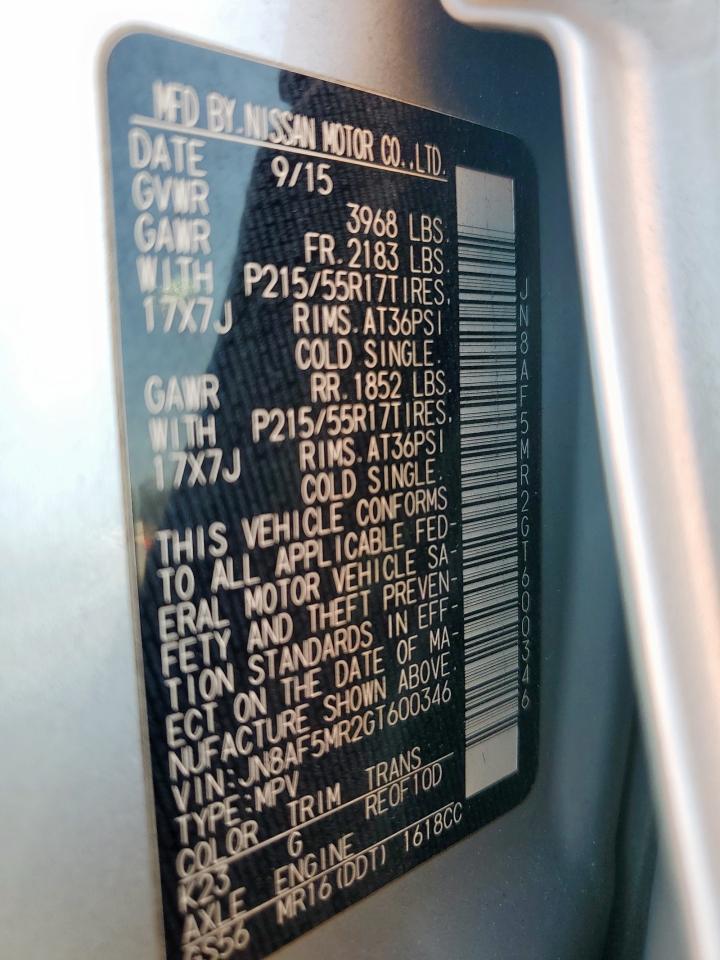 MFD BY.NISSAN MOTOR CO.,LTD.
DATE 9/15
GVWR 3968 LBS.
GAWR FR.2183 LBS.
WITH P215/55R17TIRES,
17X7J RIMS.AT36PSI
COLD SINGLE.
GAWR RR.1852 LBS.
WITH P215/55R17TIRES,
17X7J RIMS.AT36PSI
COLD SINGLE.
THIS VEHICLE CONFORMS
TO ALL APPLICABLE FED-
ERAL MOTOR VEHICLE SA-
FETY AND THEFT PREVEN-
TION STANDARDS IN EFF-
ECT ON THE DATE OF MA-
NUFACTURE SHOWN ABOVE.
VIN:JN8AF5MR2GT600346
TYPE:MPV
COLOR TRIM TRANS
K23 G RE0F10D
AXLE ENGINE
GS56 MR16(DDT) 1618CC
JN8AF5MR2GT600346